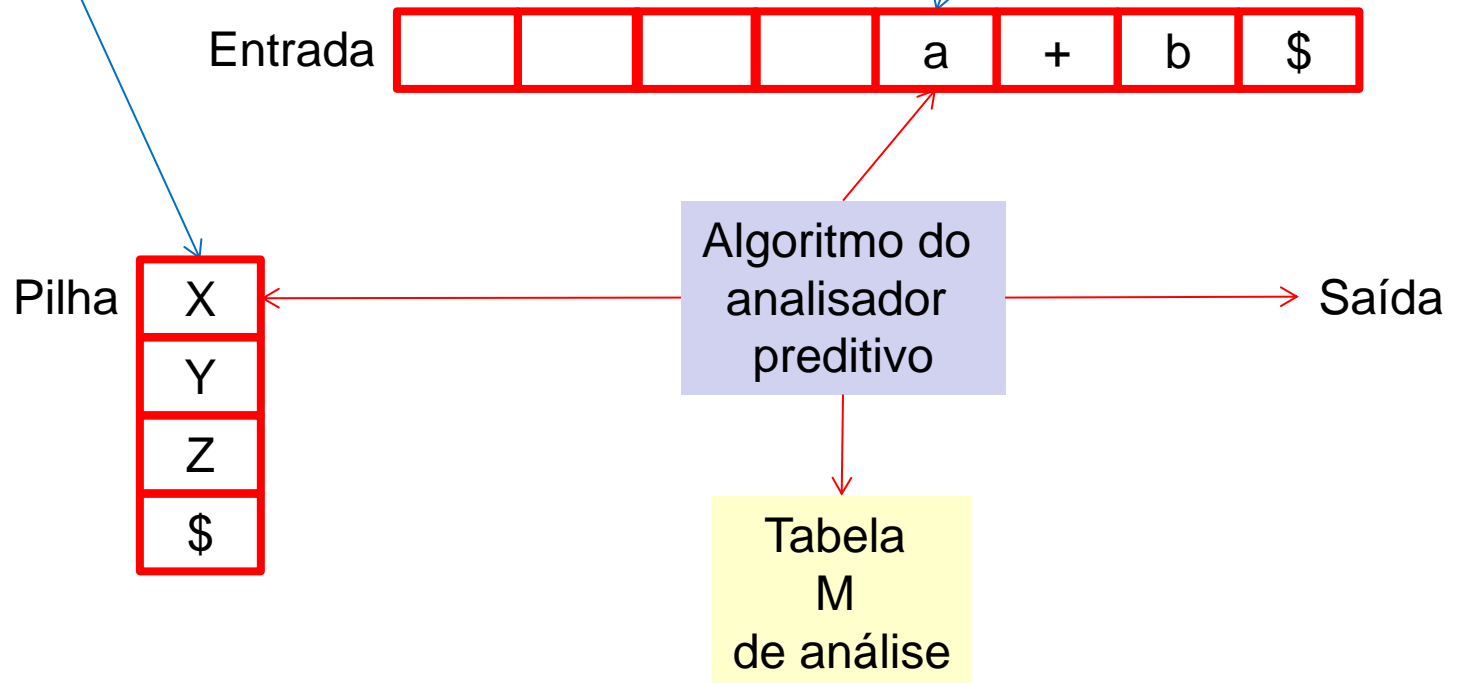 Entrada a + b $
Algoritmo do
analisador
preditivo
Pilha X
Saída
Y
Z
$
Tabela
M
de análise